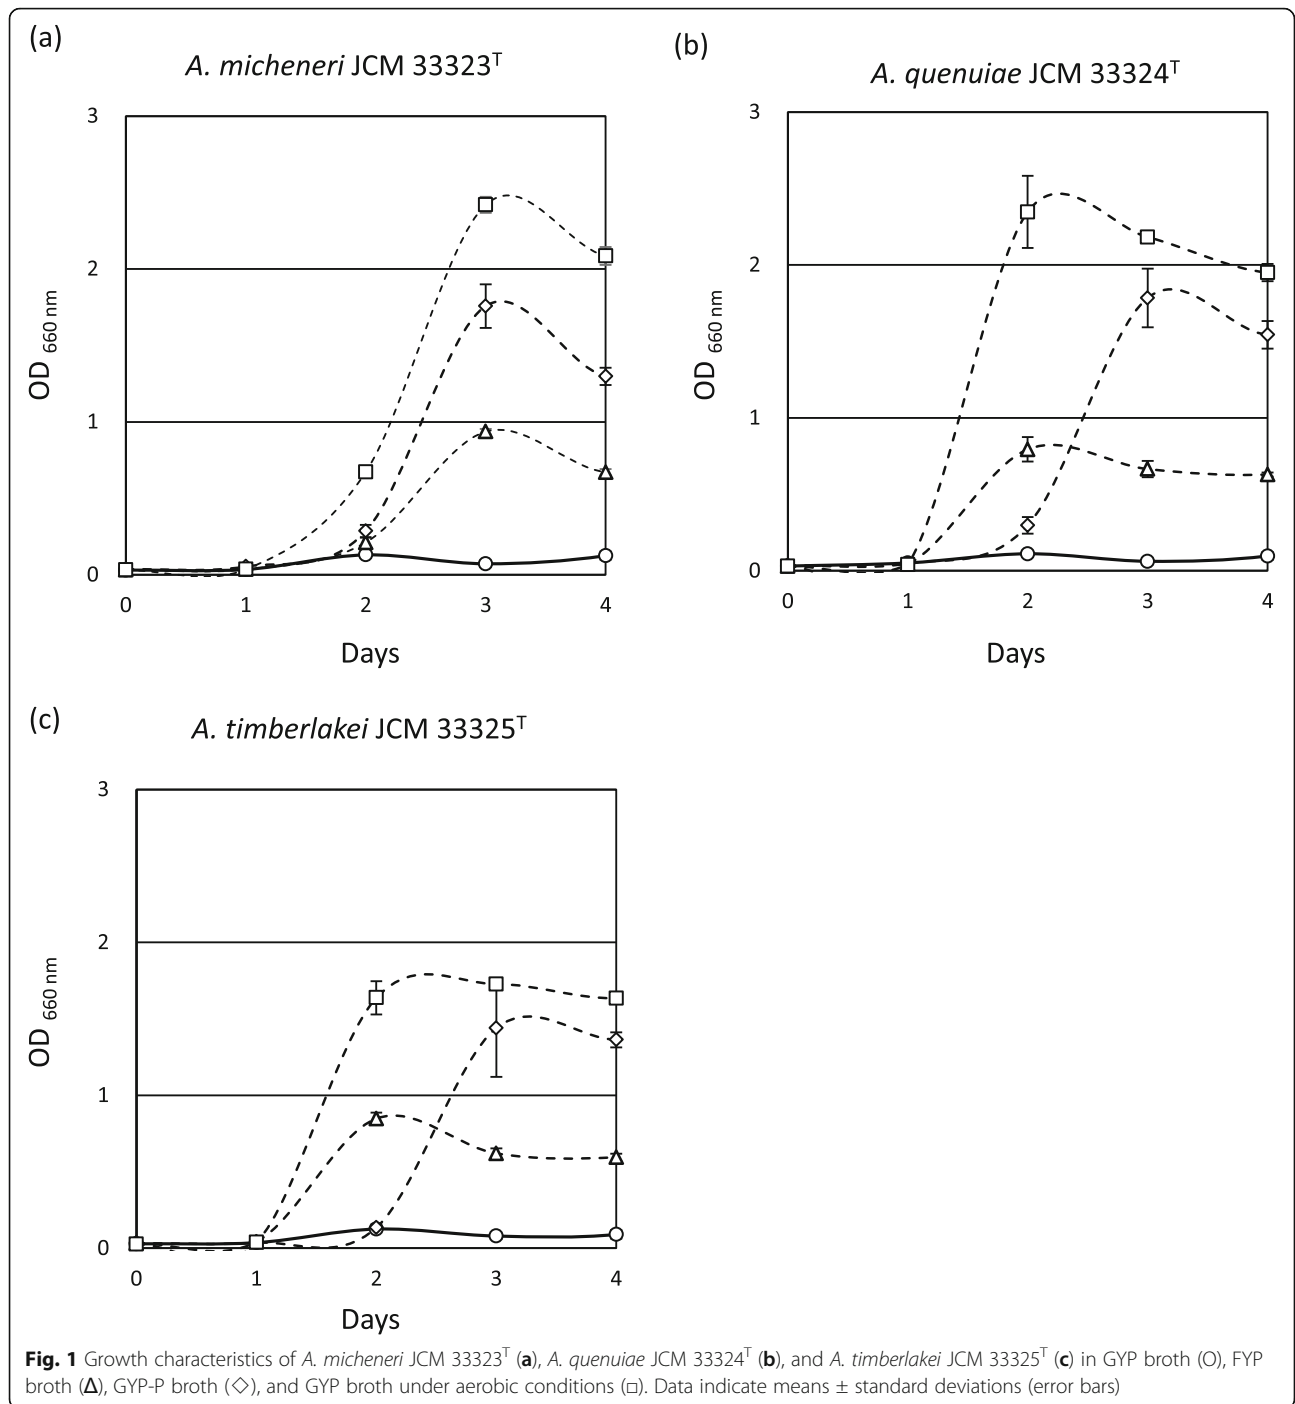 (a)
A. micheneri JCM 33323T
3
2
1
0
OD 660 nm
0 1 2 3 4
Days
(b)
A. quenuiae JCM 33324T
3
2
1
0
OD 660 nm
0 1 2 3 4
Days
(c)
A. timberlakei JCM 33325T
3
2
1
0
OD 660 nm
0 1 2 3 4
Days
Fig. 1 Growth characteristics of A. micheneri JCM 33323T (a), A. quenuiae JCM 33324T (b), and A. timberlakei JCM 33325T (c) in GYP broth (O), FYP
broth (Δ), GYP-P broth (◇), and GYP broth under aerobic conditions (□). Data indicate means ± standard deviations (error bars)